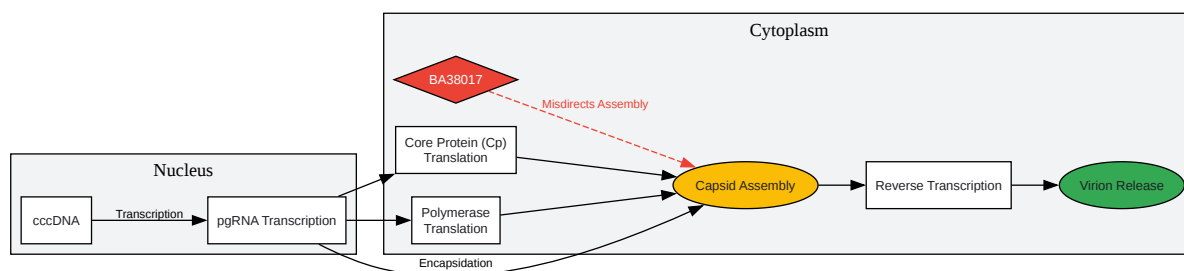 Cytoplasm
BA38017
Misdirects Assembly
Core Protein (Cp)
Translation
Nucleus
Capsid Assembly
Reverse Transcription
Virion Release
cccDNA
Transcription
pgRNA Transcription
Polymerase
Translation
Encapsidation